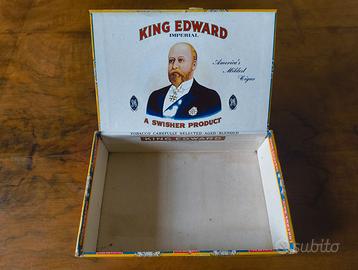 KING EDWARD
IMPERIAL
America's
Mildest
Cigar
A SWISHER PRODUCT
TOBACCO CAREFULLY SELECTED AGED BLENDED
KING EDWARD
subito